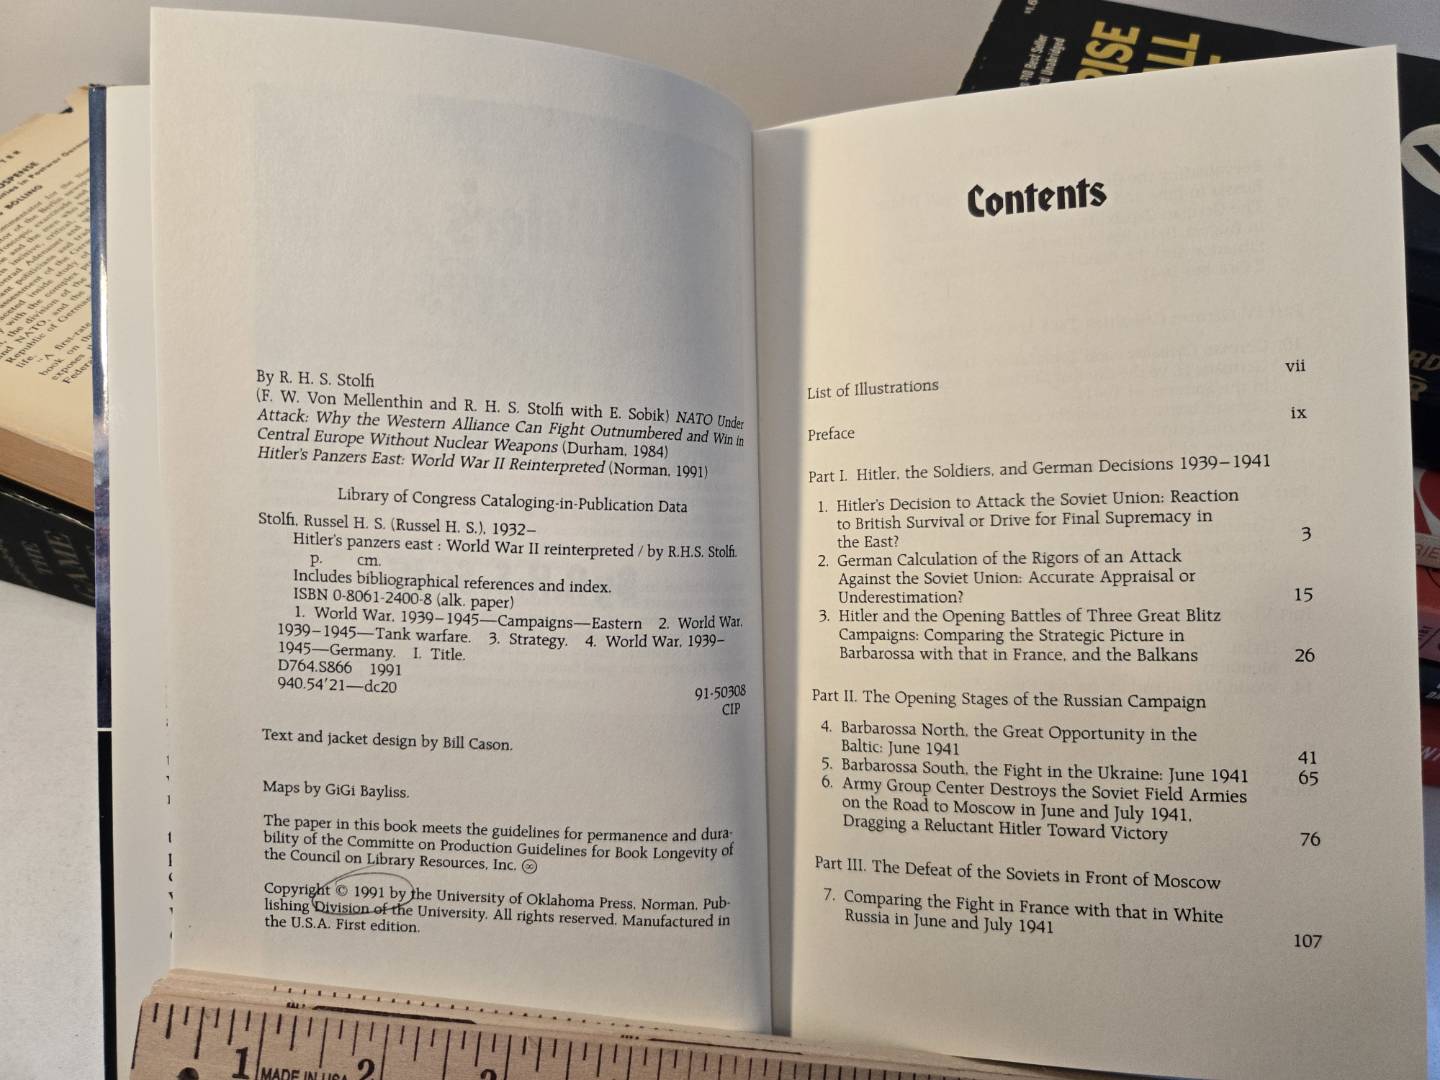 By R. H. S. Stolfi
(F. W. Von Mellenthin and R. H. S. Stolfi with E. Sobik) NATO Under
Attack: Why the Western Alliance Can Fight Outnumbered and Win in
Central Europe Without Nuclear Weapons (Durham, 1984)
Hitler's Panzers East: World War II Reinterpreted (Norman, 1991)
Library of Congress Cataloging-in-Publication Data
Stolfi, Russel H. S. (Russel H. S.), 1932–
Hitler's panzers east : World War II reinterpreted / by R.H.S. Stolfi.
p. cm.
Includes bibliographical references and index.
ISBN 0-8061-2400-8 (alk. paper)
1. World War, 1939–1945—Campaigns—Eastern 2. World War,
1939–1945—Tank warfare. 3. Strategy. 4. World War, 1939–
1945—Germany. I. Title.
D764.S866 1991
940.54'21—dc20
91-50308
CIP
Text and jacket design by Bill Cason.
Maps by GiGi Bayliss.
The paper in this book meets the guidelines for permanence and dura-
bility of the Committe on Production Guidelines for Book Longevity of
the Council on Library Resources, Inc. ∞
Copyright © 1991 by the University of Oklahoma Press, Norman, Pub-
lishing Division of the University. All rights reserved. Manufactured in
the U.S.A. First edition.
Contents
List of Illustrations vii
Preface ix
Part I. Hitler, the Soldiers, and German Decisions 1939–1941
1. Hitler's Decision to Attack the Soviet Union: Reaction
to British Survival or Drive for Final Supremacy in
the East? 3
2. German Calculation of the Rigors of an Attack
Against the Soviet Union: Accurate Appraisal or
Underestimation? 15
3. Hitler and the Opening Battles of Three Great Blitz
Campaigns: Comparing the Strategic Picture in
Barbarossa with that in France, and the Balkans 26
Part II. The Opening Stages of the Russian Campaign
4. Barbarossa North, the Great Opportunity in the
Baltic: June 1941 41
5. Barbarossa South, the Fight in the Ukraine: June 1941 65
6. Army Group Center Destroys the Soviet Field Armies
on the Road to Moscow in June and July 1941,
Dragging a Reluctant Hitler Toward Victory 76
Part III. The Defeat of the Soviets in Front of Moscow
7. Comparing the Fight in France with that in White
Russia in June and July 1941 107
1
MADE IN USA
2
THE
BOLLING
Republic of
life.
"A first-rate
book on the
exposes
Best Seller
Unabridged